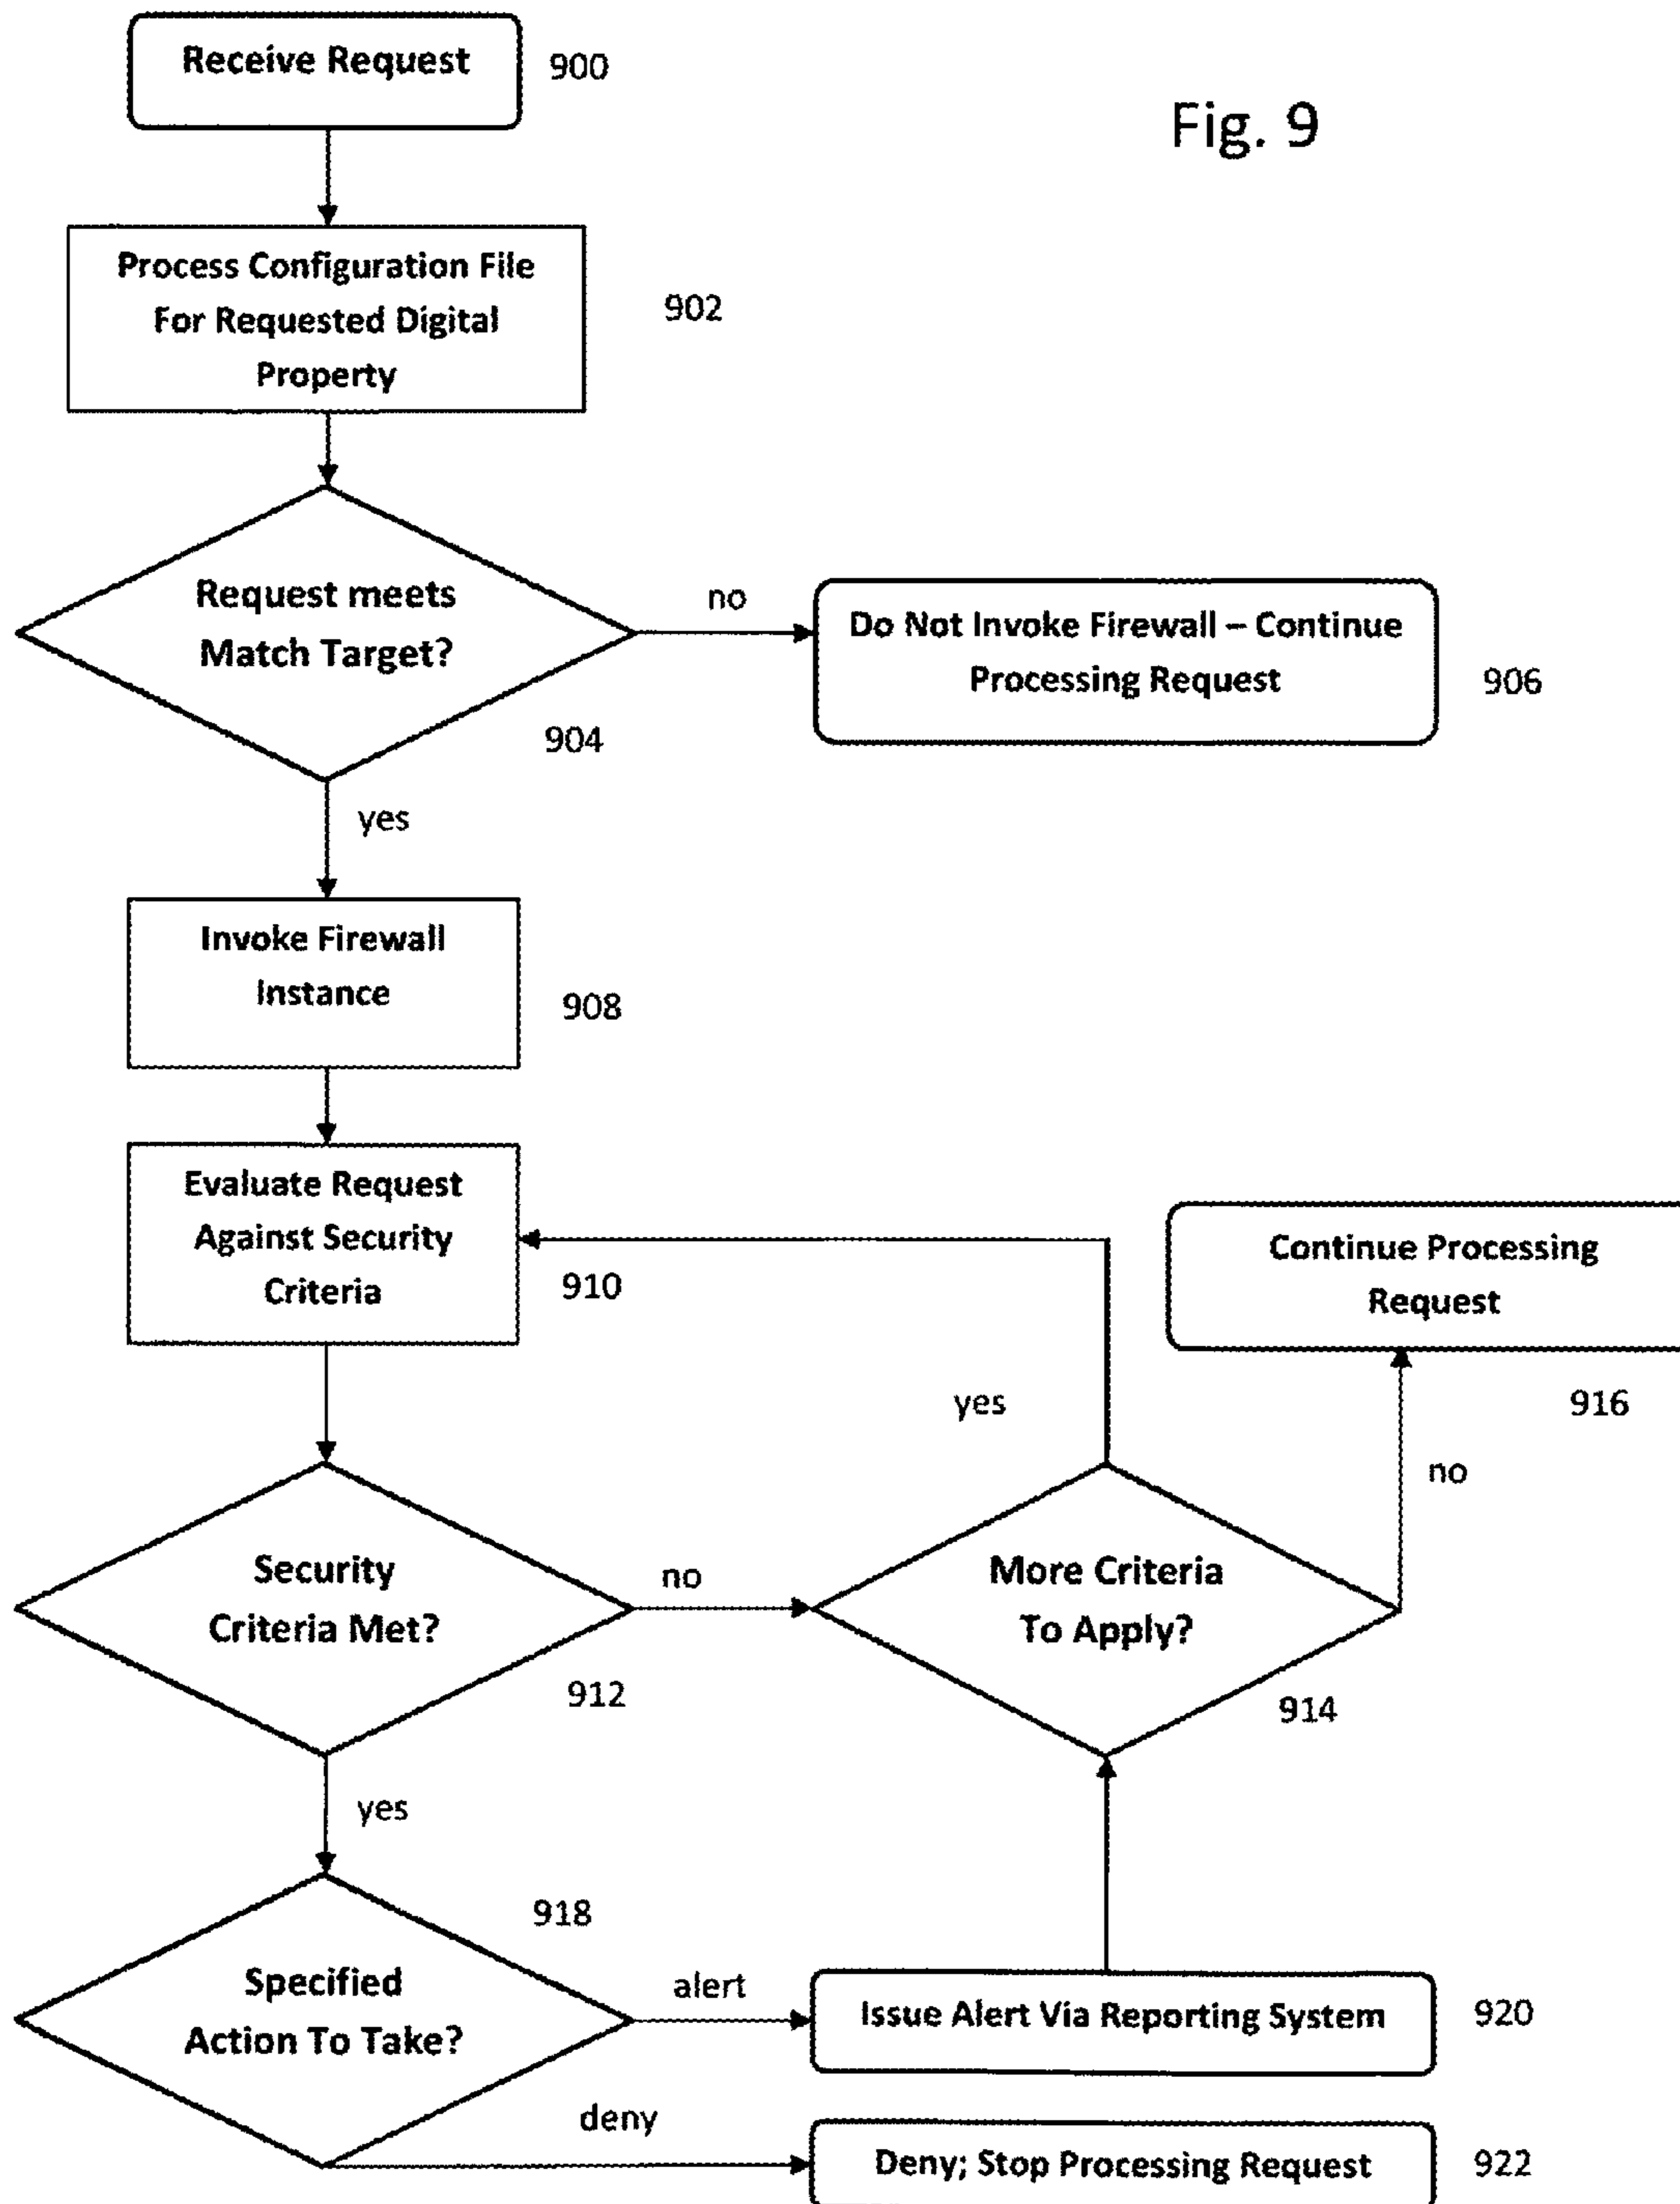 Receive Request
900
Fig. 9
Process Configuration File
For Requested Digital
Property
902
Request meets
Match Target?
904
no
Do Not Invoke Firewall – Continue
Processing Request
906
yes
Invoke Firewall
Instance
908
Evaluate Request
Against Security
Criteria
910
Continue Processing
Request
916
yes
no
Security
Criteria Met?
912
no
More Criteria
To Apply?
914
yes
918
Specified
Action To Take?
alert
Issue Alert Via Reporting System
920
deny
Deny; Stop Processing Request
922